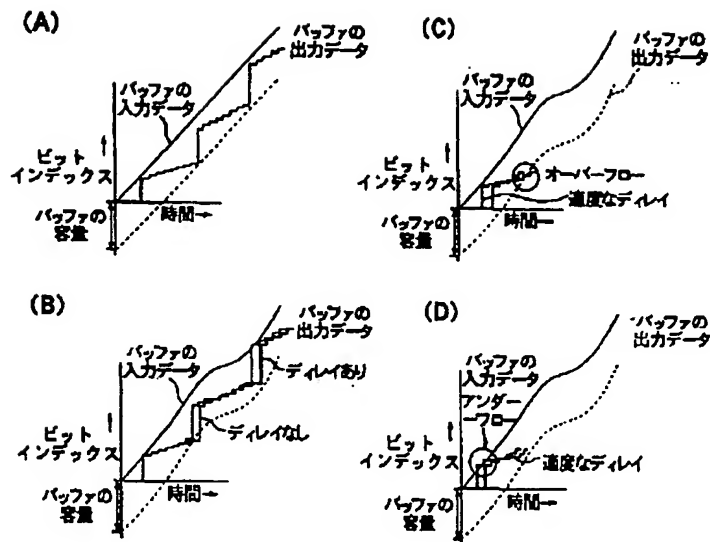 (A)
バッファの
出力データ
バッファの
入力データ
ビット
インデックス
バッファの
容量
時間→
(C)
バッファの
出力データ
バッファの
入力データ
ビット
インデックス
オーバーフロー
適度なディレイ
バッファの
容量
時間→
(B)
バッファの
出力データ
バッファの
入力データ
ディレイあり
ディレイなし
ビット
インデックス
バッファの
容量
時間→
(D)
バッファの
出力データ
バッファの
入力データ
アンダー
ーフロー
ビット
インデックス
適度なディレイ
バッファの
容量
時間→